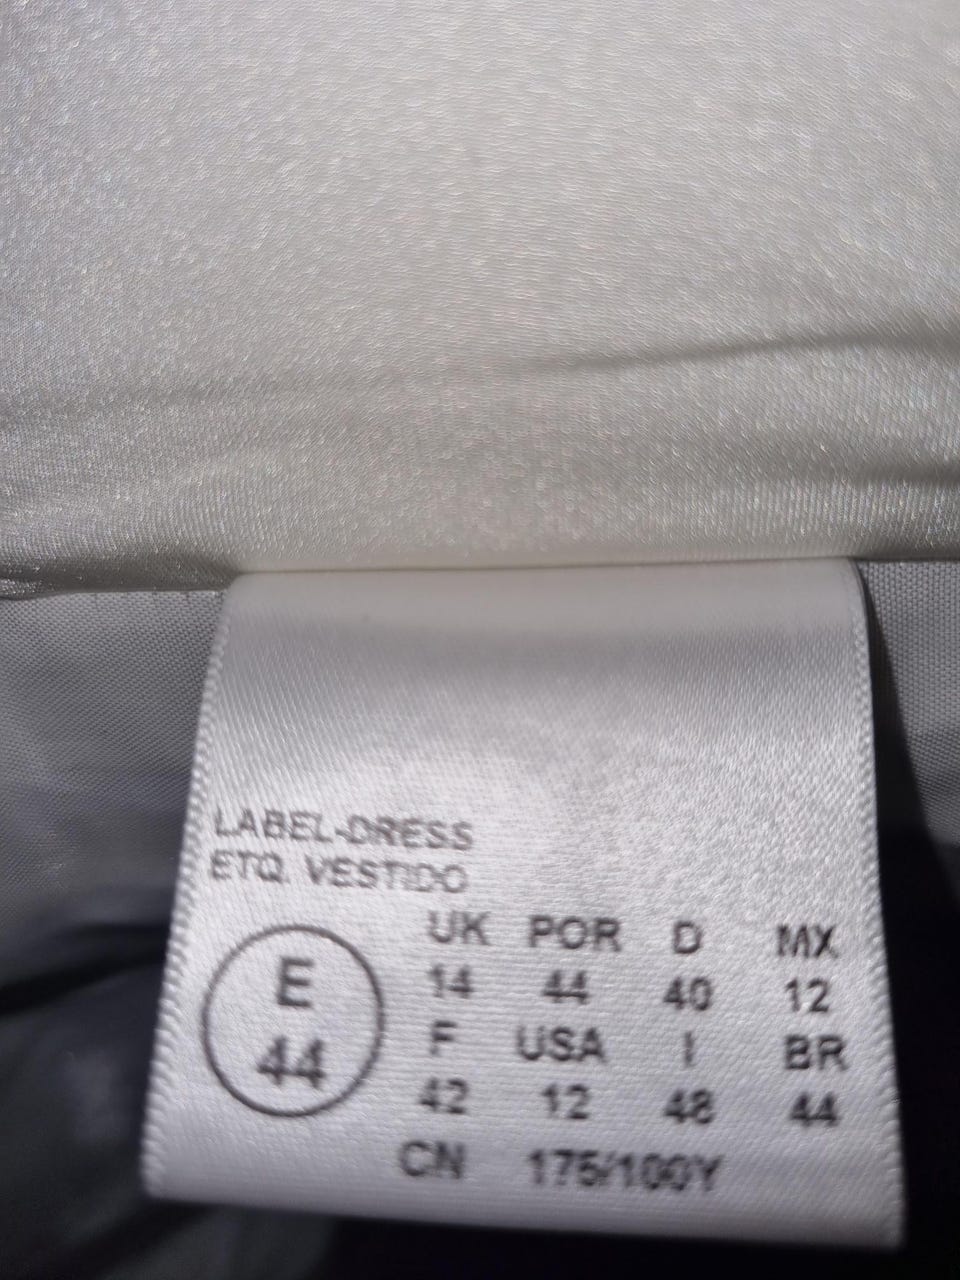 LABEL-DRESS
ETQ. VESTIDO
E
44
UK POR D MX
14 44 40 12
F USA I BR
42 12 48 44
CN 175/100Y